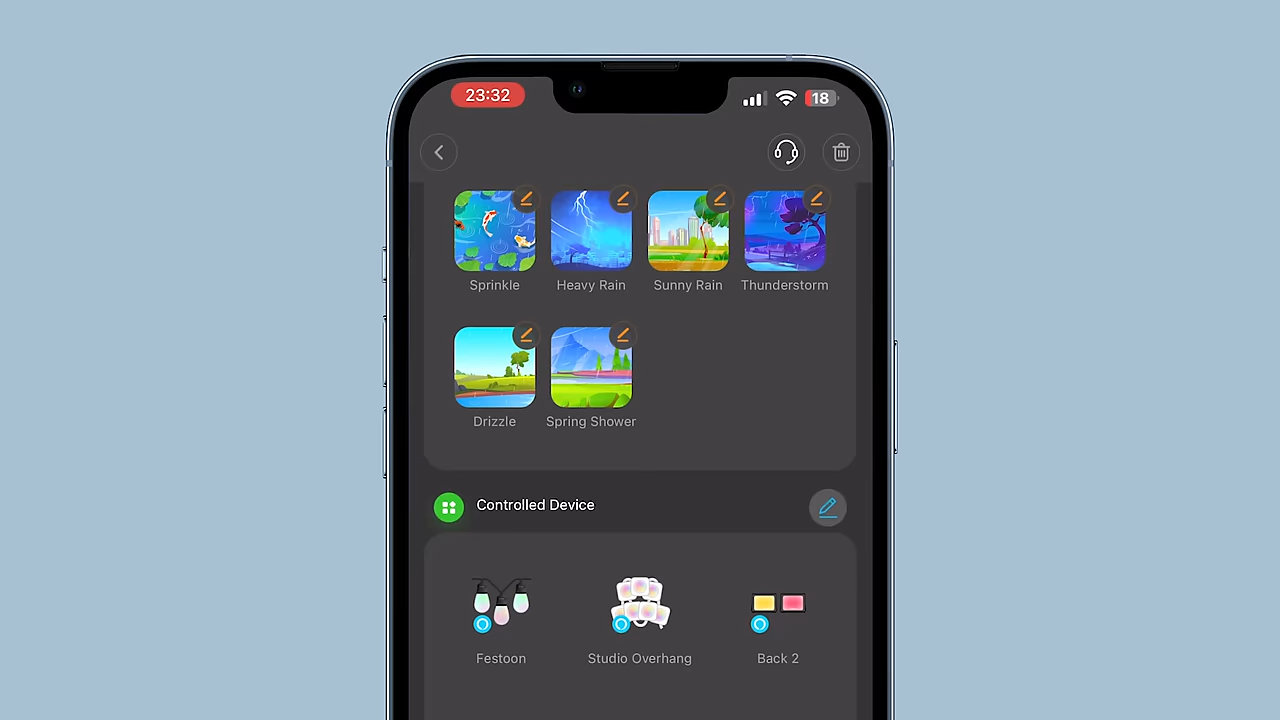 23:32
18
Sprinkle
Heavy Rain
Sunny Rain
Thunderstorm
Drizzle
Spring Shower
Controlled Device
Festoon
Studio Overhang
Back 2